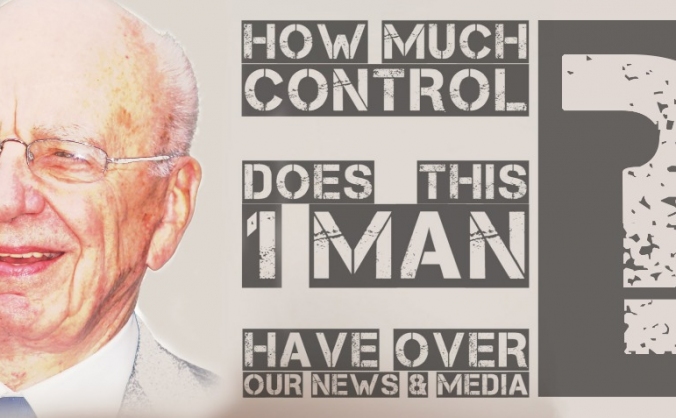 HOW MUCH
CONTROL
DOES THIS
1 MAN
HAVE OVER
OUR NEWS & MEDIA
?